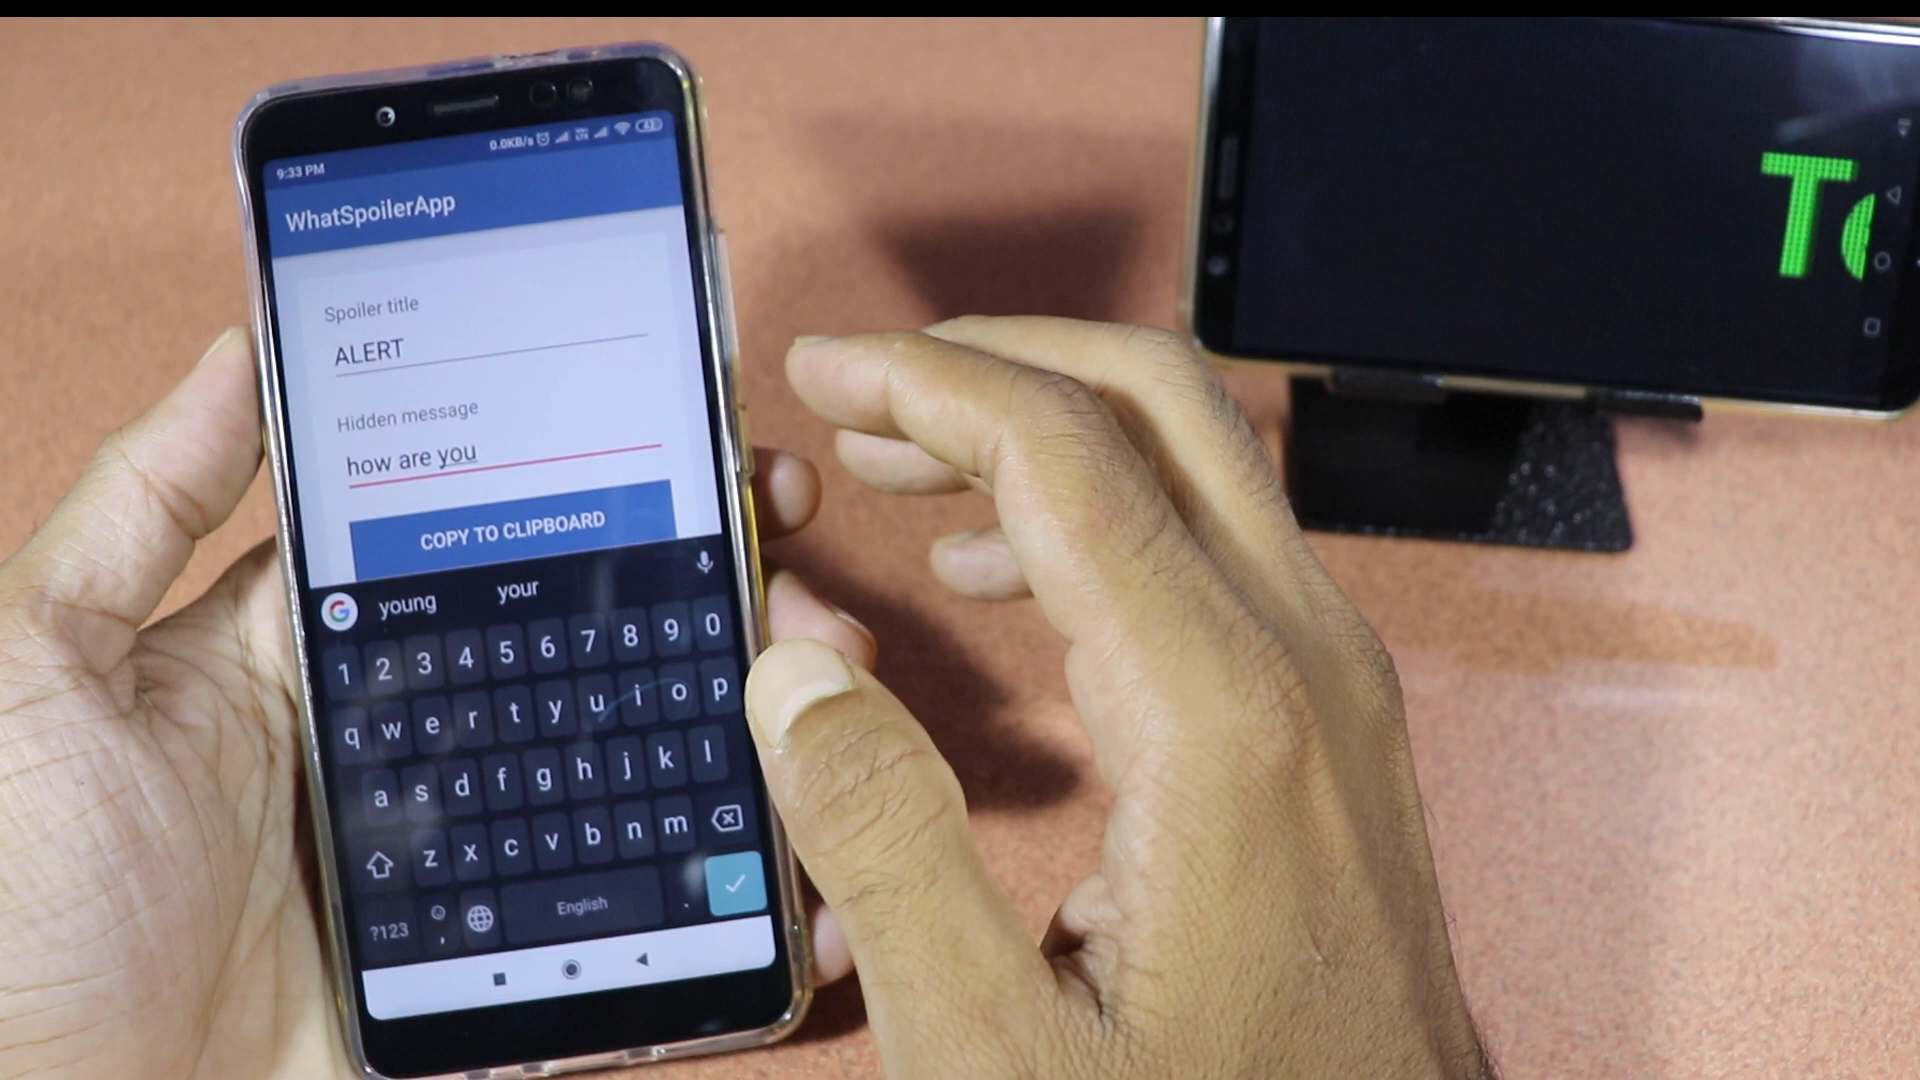 9:33 PM 0.0KB/s 42
WhatSpoilerApp
Spoiler title
ALERT
Hidden message
how are you
COPY TO CLIPBOARD
G young your
1 2 3 4 5 6 7 8 9 0
q w e r t y u i o p
a s d f g h j k l
z x c v b n m
?123 , English .